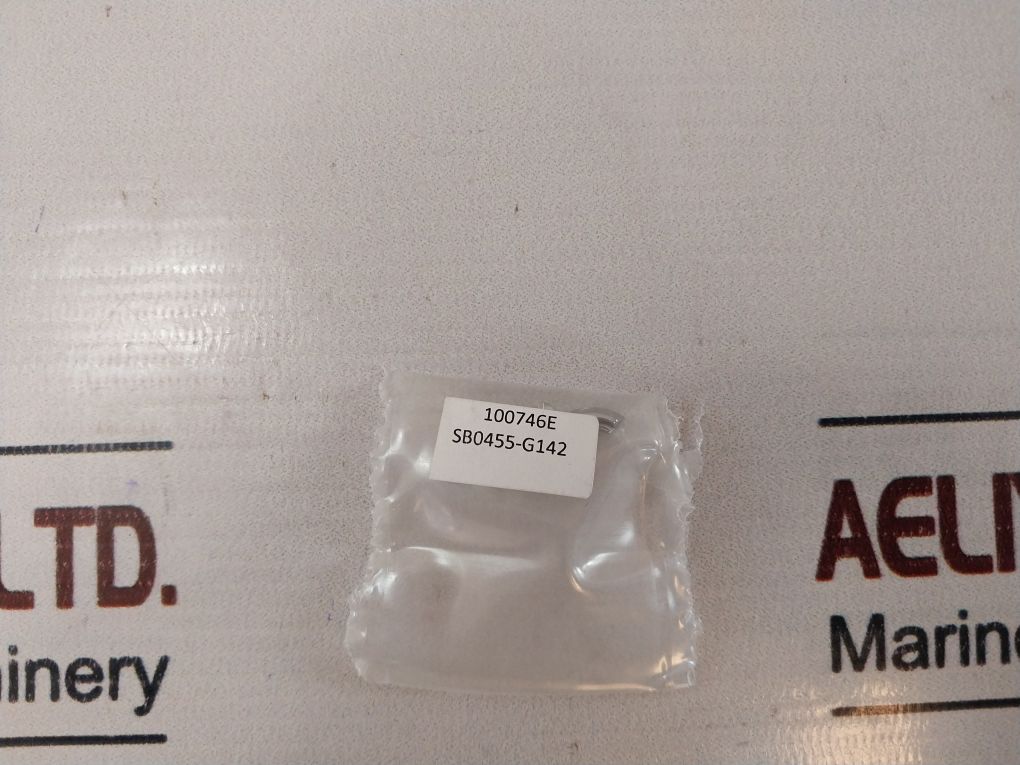 100746E
SB0455-G142
LTD.
inery
AELI
Marin